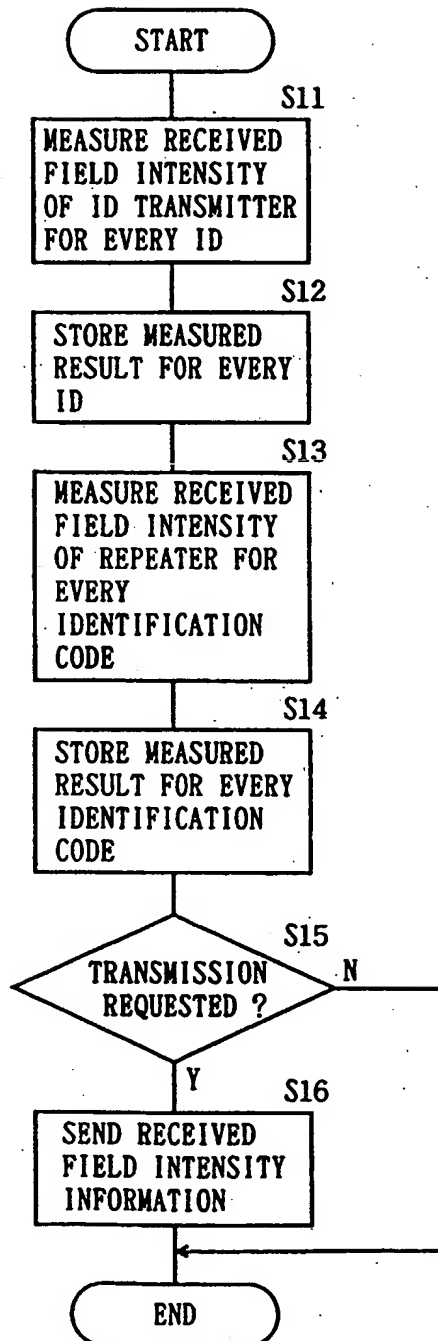 START
S11
MEASURE RECEIVED
FIELD INTENSITY
OF ID TRANSMITTER
FOR EVERY ID
S12
STORE MEASURED
RESULT FOR EVERY
ID
S13
MEASURE RECEIVED
FIELD INTENSITY
OF REPEATER FOR
EVERY
IDENTIFICATION
CODE
S14
STORE MEASURED
RESULT FOR EVERY
IDENTIFICATION
CODE
S15
TRANSMISSION
REQUESTED ?
N
Y
S16
SEND RECEIVED
FIELD INTENSITY
INFORMATION
END